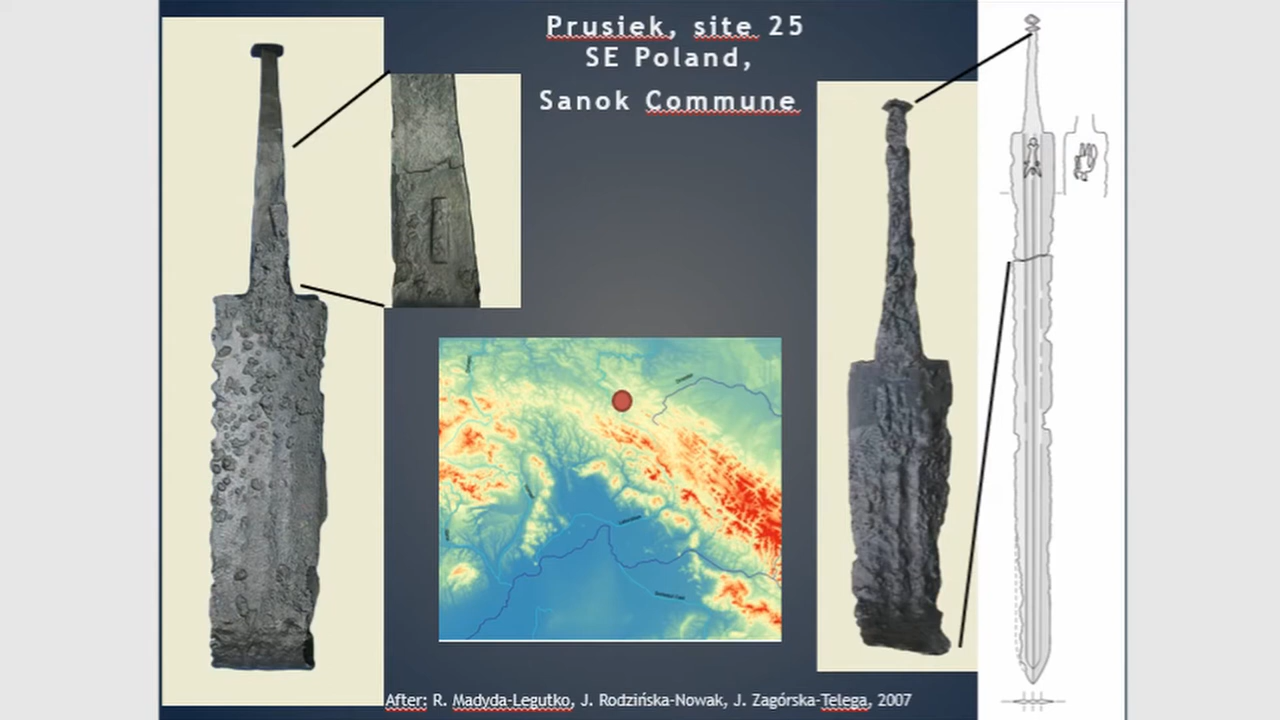 Prusiek, site 25
SE Poland,
Sanok Commune
After: R. Madyda-Legutko, J. Rodzińska-Nowak, J. Zagórska-Telega, 2007